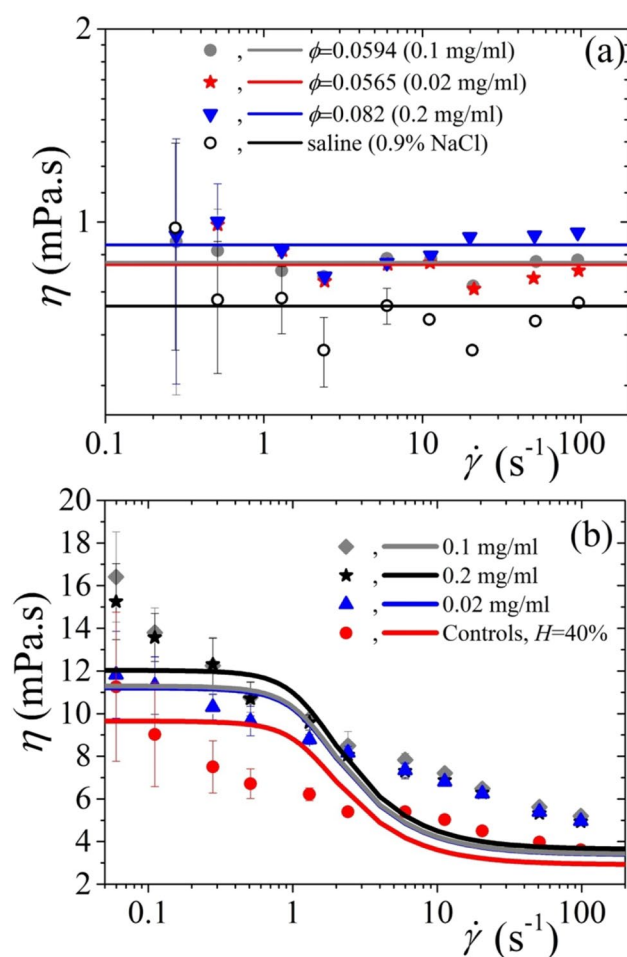 2
(a)
, ϕ=0.0594 (0.1 mg/ml)
, ϕ=0.0565 (0.02 mg/ml)
, ϕ=0.082 (0.2 mg/ml)
, saline (0.9% NaCl)
1
η (mPa.s)
0.1 1 10 100
γ̇ (s⁻¹)
20
18
16
14
12
10
8
6
4
2
(b)
, 0.1 mg/ml
, 0.2 mg/ml
, 0.02 mg/ml
, Controls, H=40%
η (mPa.s)
0.1 1 10 100
γ̇ (s⁻¹)